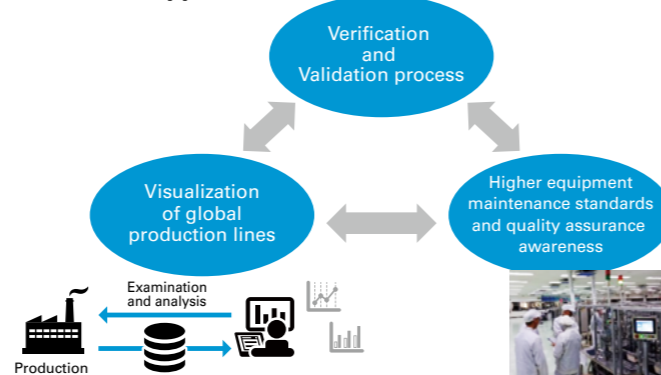 Verification
and
Validation process
Visualization
of global
production lines
Higher equipment
maintenance standards
and quality assurance
awareness
Examination
and analysis
Production